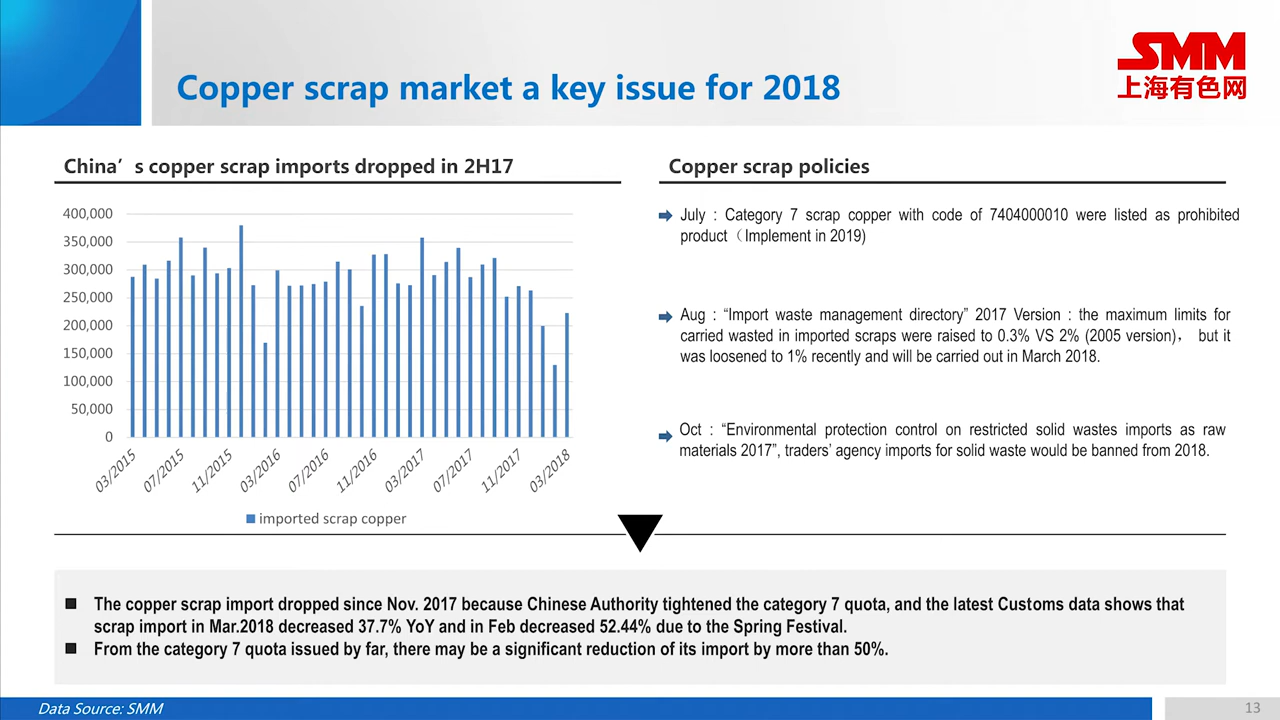 Copper scrap market a key issue for 2018
SMM
上海有色网
China’s copper scrap imports dropped in 2H17
400,000
350,000
300,000
250,000
200,000
150,000
100,000
50,000
0
03/2015
07/2015
11/2015
03/2016
07/2016
11/2016
03/2017
07/2017
11/2017
03/2018
imported scrap copper
Copper scrap policies
July : Category 7 scrap copper with code of 7404000010 were listed as prohibited
product（Implement in 2019)
Aug : “Import waste management directory” 2017 Version : the maximum limits for
carried wasted in imported scraps were raised to 0.3% VS 2% (2005 version)， but it
was loosened to 1% recently and will be carried out in March 2018.
Oct : “Environmental protection control on restricted solid wastes imports as raw
materials 2017”, traders’ agency imports for solid waste would be banned from 2018.
The copper scrap import dropped since Nov. 2017 because Chinese Authority tightened the category 7 quota, and the latest Customs data shows that
scrap import in Mar.2018 decreased 37.7% YoY and in Feb decreased 52.44% due to the Spring Festival.
From the category 7 quota issued by far, there may be a significant reduction of its import by more than 50%.
Data Source: SMM
13